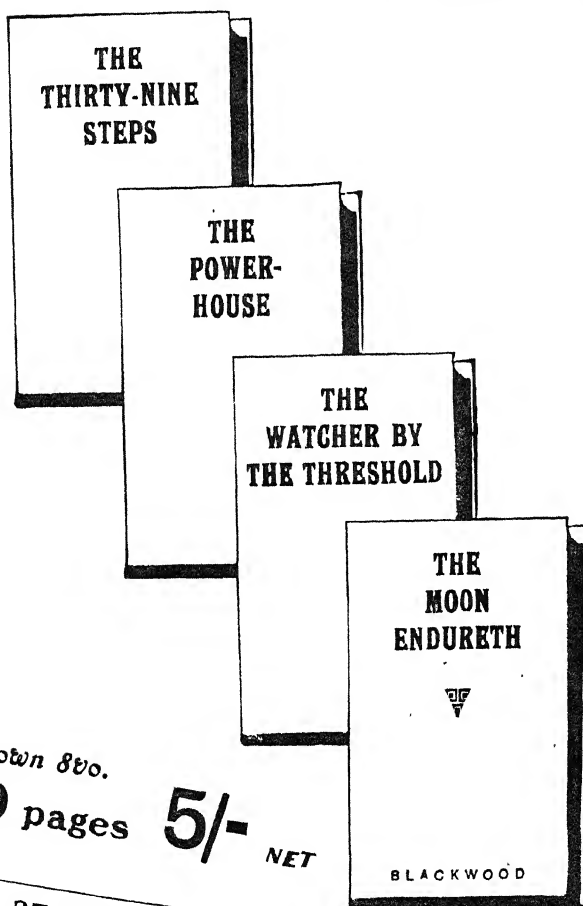 THE
THIRTY-NINE
STEPS
THE
POWER-
HOUSE
THE
WATCHER BY
THE THRESHOLD
THE
MOON
ENDURETH
8vo.
pages 5/- NET
BLACKWOOD